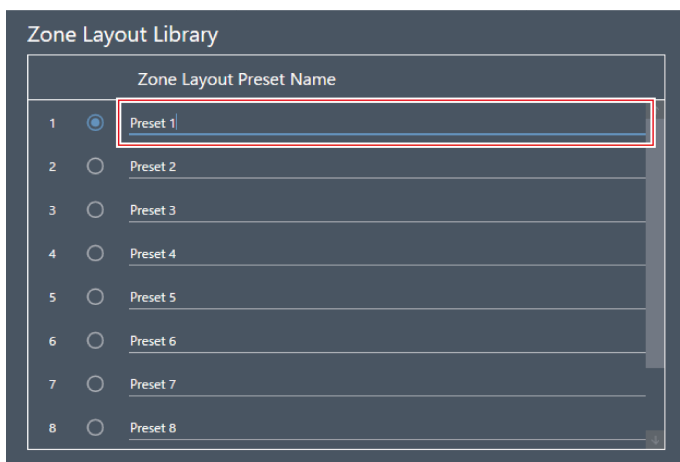 Zone Layout Library
Zone Layout Preset Name
1 Preset 1
2 Preset 2
3 Preset 3
4 Preset 4
5 Preset 5
6 Preset 6
7 Preset 7
8 Preset 8